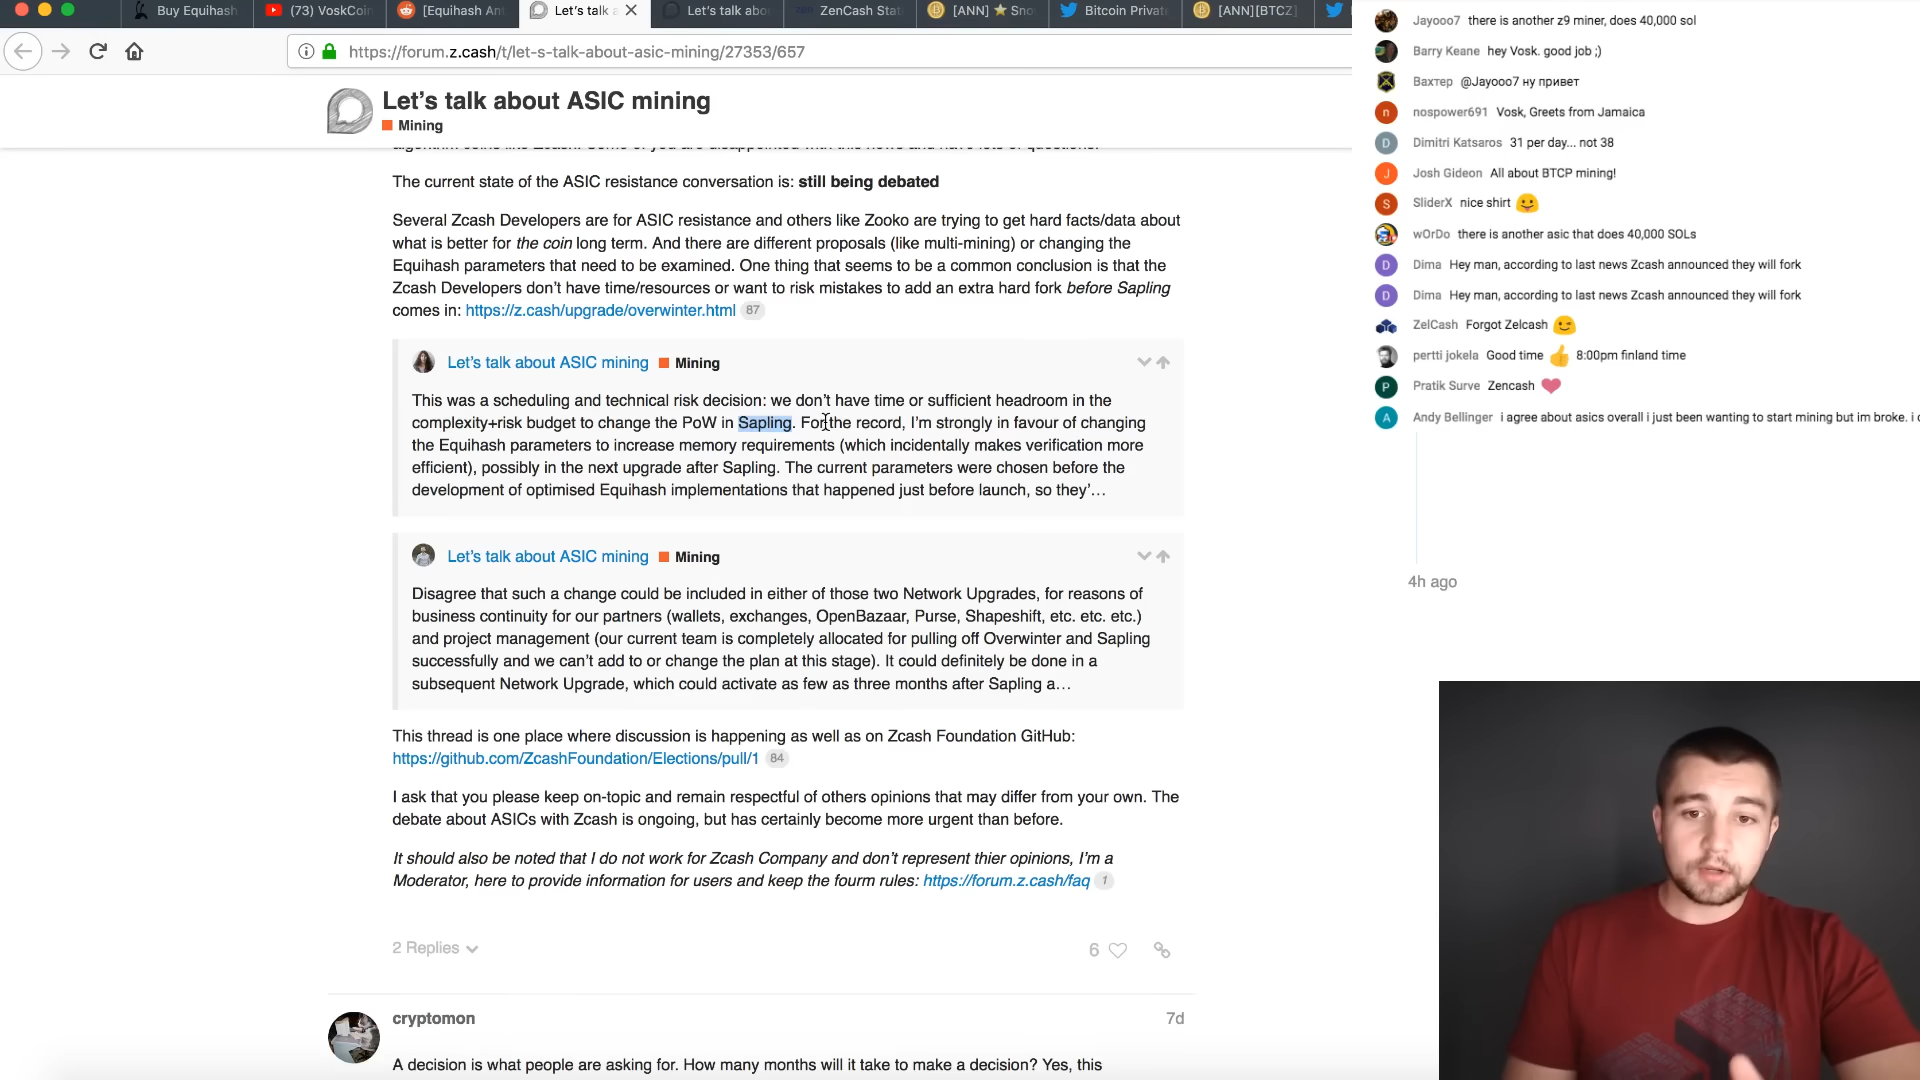 Buy Equihash
(73) VoskCoin
[Equihash An
Let's talk a
Let's talk abo
ZenCash Stat
[ANN] ⭐ Sno
Bitcoin Private
[ANN][BTCZ]
https://forum.z.cash/t/let-s-talk-about-asic-mining/27353/657
Let's talk about ASIC mining
Mining
The current state of the ASIC resistance conversation is: still being debated
Several Zcash Developers are for ASIC resistance and others like Zooko are trying to get hard facts/data about
what is better for the coin long term. And there are different proposals (like multi-mining) or changing the
Equihash parameters that need to be examined. One thing that seems to be a common conclusion is that the
Zcash Developers don't have time/resources or want to risk mistakes to add an extra hard fork before Sapling
comes in: https://z.cash/upgrade/overwinter.html 87
Let's talk about ASIC mining Mining
This was a scheduling and technical risk decision: we don't have time or sufficient headroom in the
complexity+risk budget to change the PoW in Sapling. For the record, I'm strongly in favour of changing
the Equihash parameters to increase memory requirements (which incidentally makes verification more
efficient), possibly in the next upgrade after Sapling. The current parameters were chosen before the
development of optimised Equihash implementations that happened just before launch, so they'…
Let's talk about ASIC mining Mining
Disagree that such a change could be included in either of those two Network Upgrades, for reasons of
business continuity for our partners (wallets, exchanges, OpenBazaar, Purse, Shapeshift, etc. etc. etc.)
and project management (our current team is completely allocated for pulling off Overwinter and Sapling
successfully and we can't add to or change the plan at this stage). It could definitely be done in a
subsequent Network Upgrade, which could activate as few as three months after Sapling a…
This thread is one place where discussion is happening as well as on Zcash Foundation GitHub:
https://github.com/ZcashFoundation/Elections/pull/1 84
I ask that you please keep on-topic and remain respectful of others opinions that may differ from your own. The
debate about ASICs with Zcash is ongoing, but has certainly become more urgent than before.
It should also be noted that I do not work for Zcash Company and don't represent thier opinions, I'm a
Moderator, here to provide information for users and keep the fourm rules: https://forum.z.cash/faq 1
2 Replies
6
cryptomon
7d
A decision is what people are asking for. How many months will it take to make a decision? Yes, this
4h ago
Jayooo7 there is another z9 miner, does 40,000 sol
Barry Keane hey Vosk. good job ;)
Вахтер @Jayooo7 ну привет
n nospower691 Vosk, Greets from Jamaica
D Dimitri Katsaros 31 per day... not 38
J Josh Gideon All about BTCP mining!
S SliderX nice shirt 😛
wOrDo there is another asic that does 40,000 SOLs
D Dima Hey man, according to last news Zcash announced they will fork
D Dima Hey man, according to last news Zcash announced they will fork
ZelCash Forgot Zelcash 😉
pertti jokela Good time 👍 8:00pm finland time
P Pratik Surve Zencash ❤
A Andy Bellinger i agree about asics overall i just been wanting to start mining but im broke. i